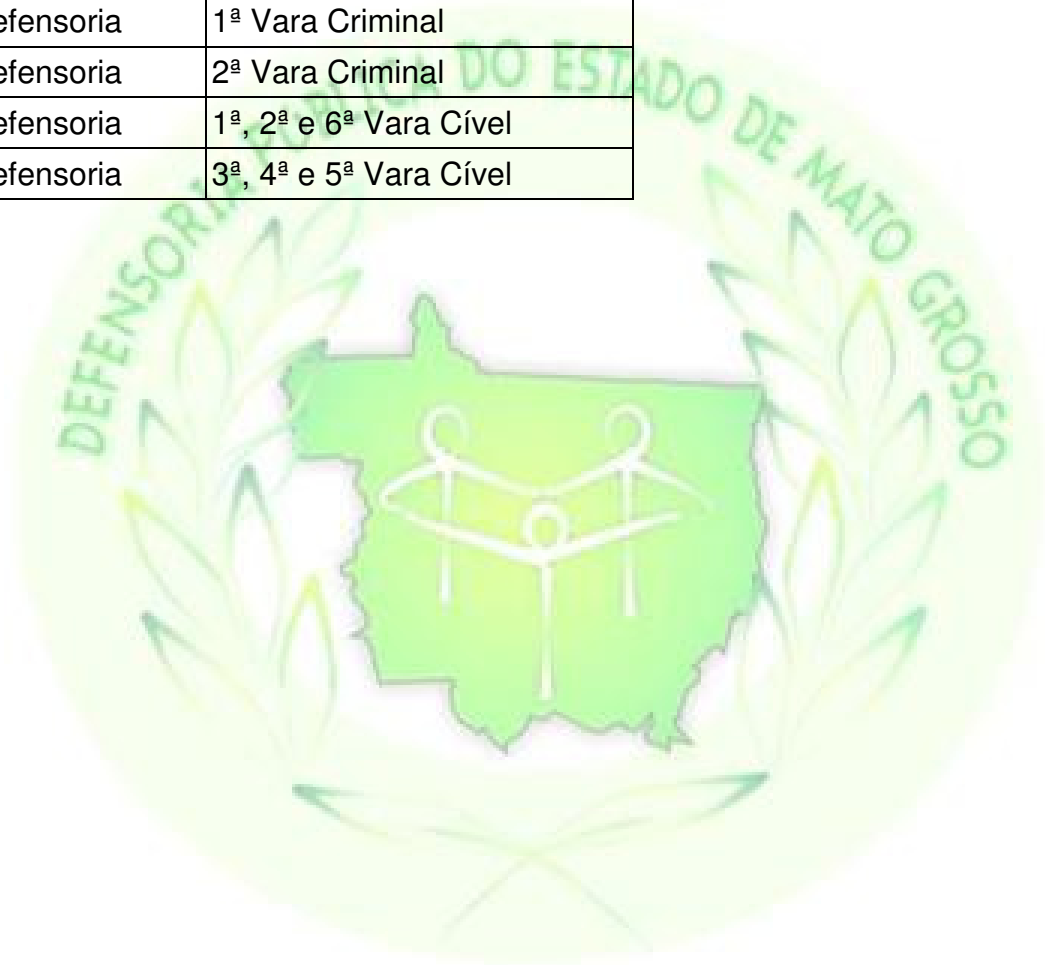 efensoria 1ª Vara Criminal
efensoria 2ª Vara Criminal
efensoria 1ª, 2ª e 6ª Vara Cível
efensoria 3ª, 4ª e 5ª Vara Cível
DEFENSORIA PÚBLICA DO ESTADO DE MATO GROSSO